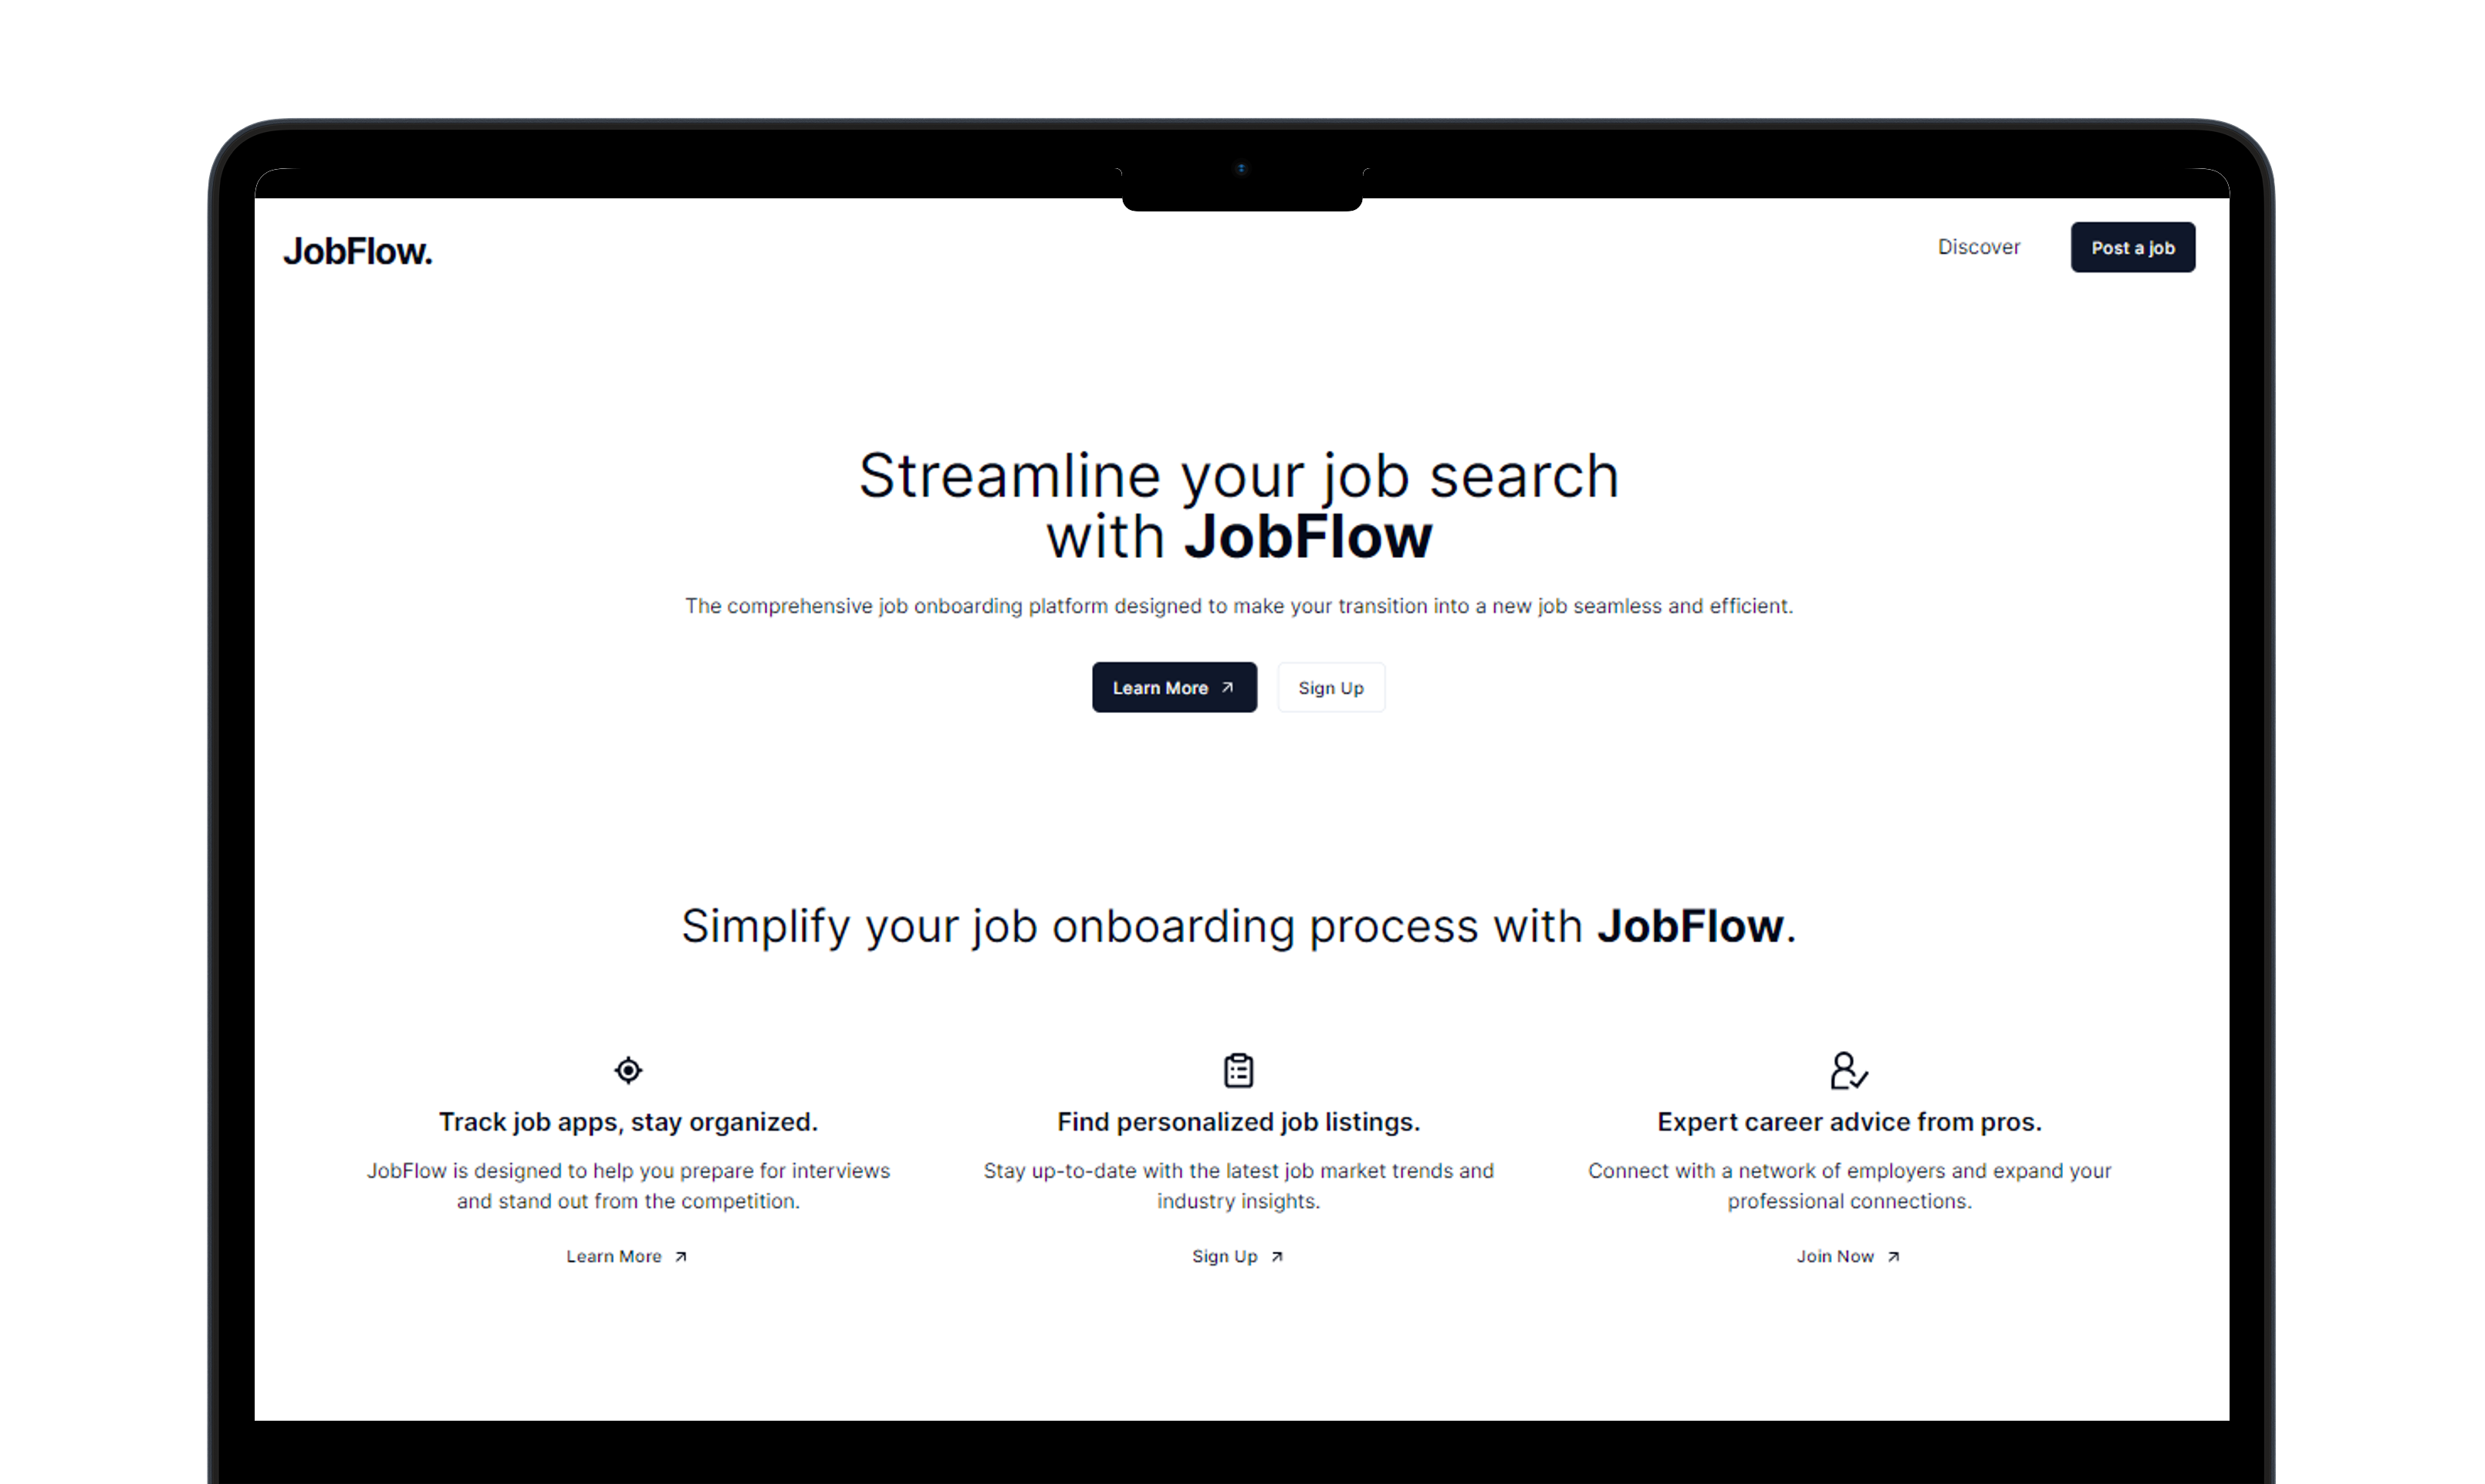 JobFlow.
Discover
Post a job
Streamline your job search
with JobFlow
The comprehensive job onboarding platform designed to make your transition into a new job seamless and efficient.
Learn More
Sign Up
Simplify your job onboarding process with JobFlow.
Track job apps, stay organized.
JobFlow is designed to help you prepare for interviews
and stand out from the competition.
Learn More
Find personalized job listings.
Stay up-to-date with the latest job market trends and
industry insights.
Sign Up
Expert career advice from pros.
Connect with a network of employers and expand your
professional connections.
Join Now